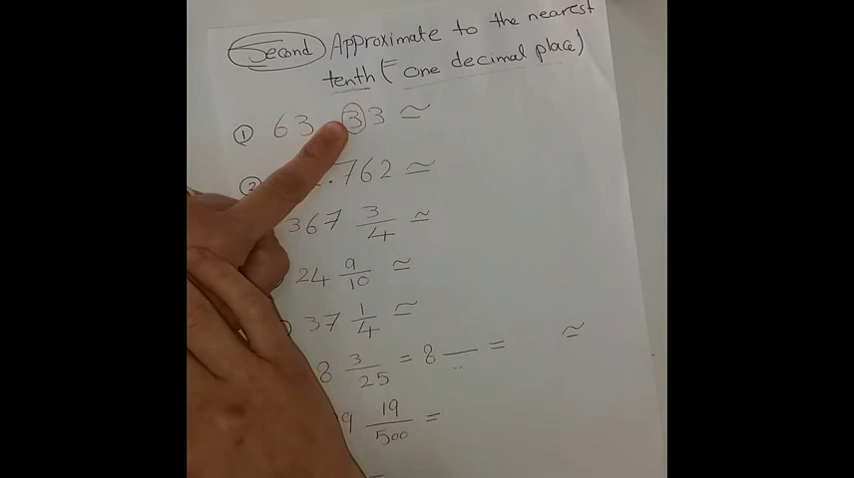 Second Approximate to the nearest
tenth (= one decimal place)
① 63 33 ≃
② .762 ≃
367 3/4 ≃
24 9/10 ≃
37 1/4 ≃
8 3/25 = 8 — = ≃
9 19/500 =